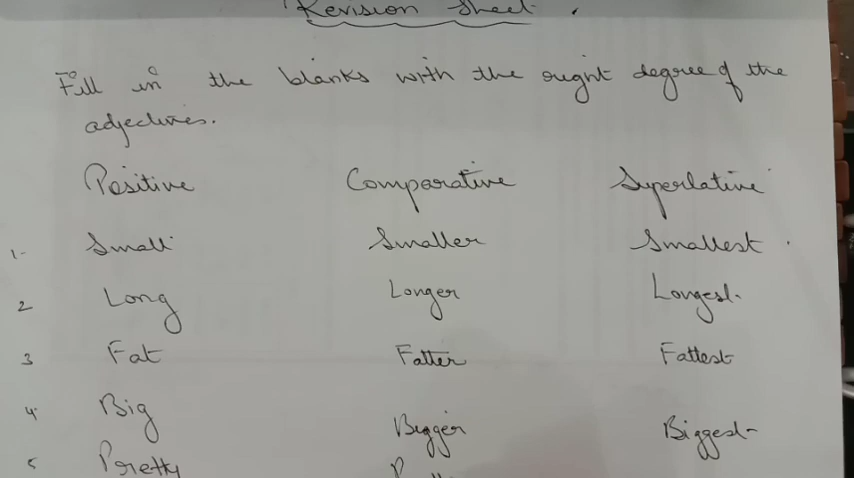 Revision Sheet.
Fill in the blanks with the right degree of the
adjectives.
Positive Comparative Superlative
1- Small Smaller Smallest.
2 Long Longer Longest.
3 Fat Fatter Fattest
4. Big Bigger Biggest
5 Pretty